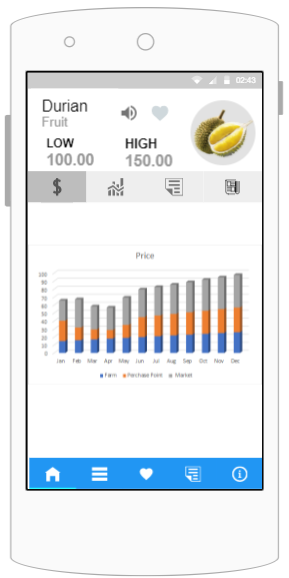 02:43
Durian
Fruit
LOW HIGH
100.00 150.00
$
Price
100
90
80
70
60
50
40
30
20
10
0
Jan Feb Mar Apr May Jun Jul Aug Sep Oct Nov Dec
Farm Purchase Point Market